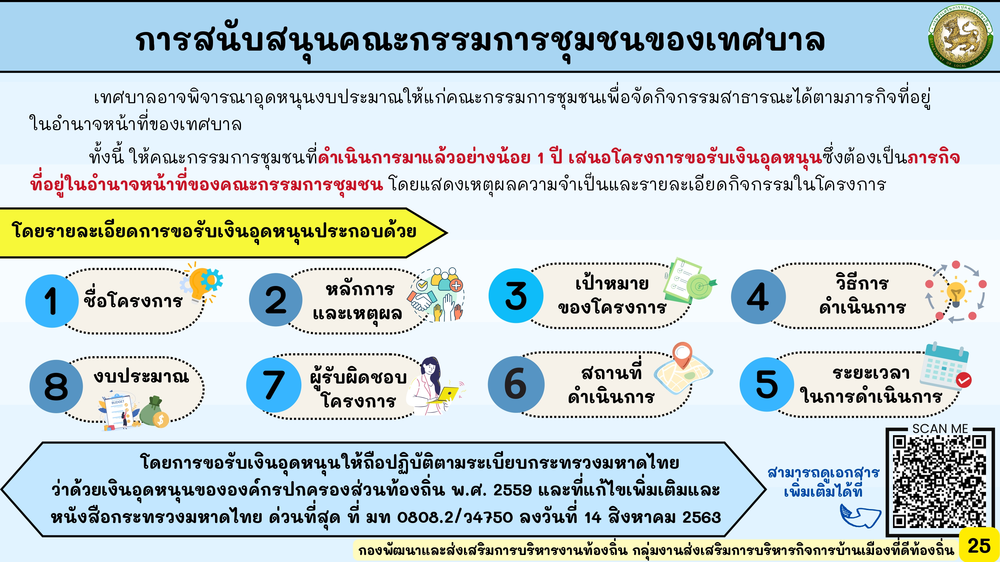 การสนับสนุนคณะกรรมการชุมชนของเทศบาล
กรมส่งเสริมการปกครองท้องถิ่น
DEPARTMENT OF LOCAL ADMINISTRATION
เทศบาลอาจพิจารณาอุดหนุนงบประมาณให้แก่คณะกรรมการชุมชนเพื่อจัดกิจกรรมสาธารณะได้ตามภารกิจที่อยู่
ในอำนาจหน้าที่ของเทศบาล
ทั้งนี้ ให้คณะกรรมการชุมชนที่ดำเนินการมาแล้วอย่างน้อย 1 ปี เสนอโครงการขอรับเงินอุดหนุนซึ่งต้องเป็นภารกิจ
ที่อยู่ในอำนาจหน้าที่ของคณะกรรมการชุมชน โดยแสดงเหตุผลความจำเป็นและรายละเอียดกิจกรรมในโครงการ
โดยรายละเอียดการขอรับเงินอุดหนุนประกอบด้วย
1
ชื่อโครงการ
2
หลักการ
และเหตุผล
3
เป้าหมาย
ของโครงการ
4
วิธีการ
ดำเนินการ
5
ระยะเวลา
ในการดำเนินการ
6
สถานที่
ดำเนินการ
7
ผู้รับผิดชอบ
โครงการ
8
งบประมาณ
BUDGET
โดยการขอรับเงินอุดหนุนให้ถือปฏิบัติตามระเบียบกระทรวงมหาดไทย
ว่าด้วยเงินอุดหนุนขององค์กรปกครองส่วนท้องถิ่น พ.ศ. 2559 และที่แก้ไขเพิ่มเติมและ
หนังสือกระทรวงมหาดไทย ด่วนที่สุด ที่ มท 0808.2/ว4750 ลงวันที่ 14 สิงหาคม 2563
สามารถดูเอกสาร
เพิ่มเติมได้ที่
SCAN ME
กองพัฒนาและส่งเสริมการบริหารงานท้องถิ่น กลุ่มงานส่งเสริมการบริหารกิจการบ้านเมืองที่ดีท้องถิ่น
25